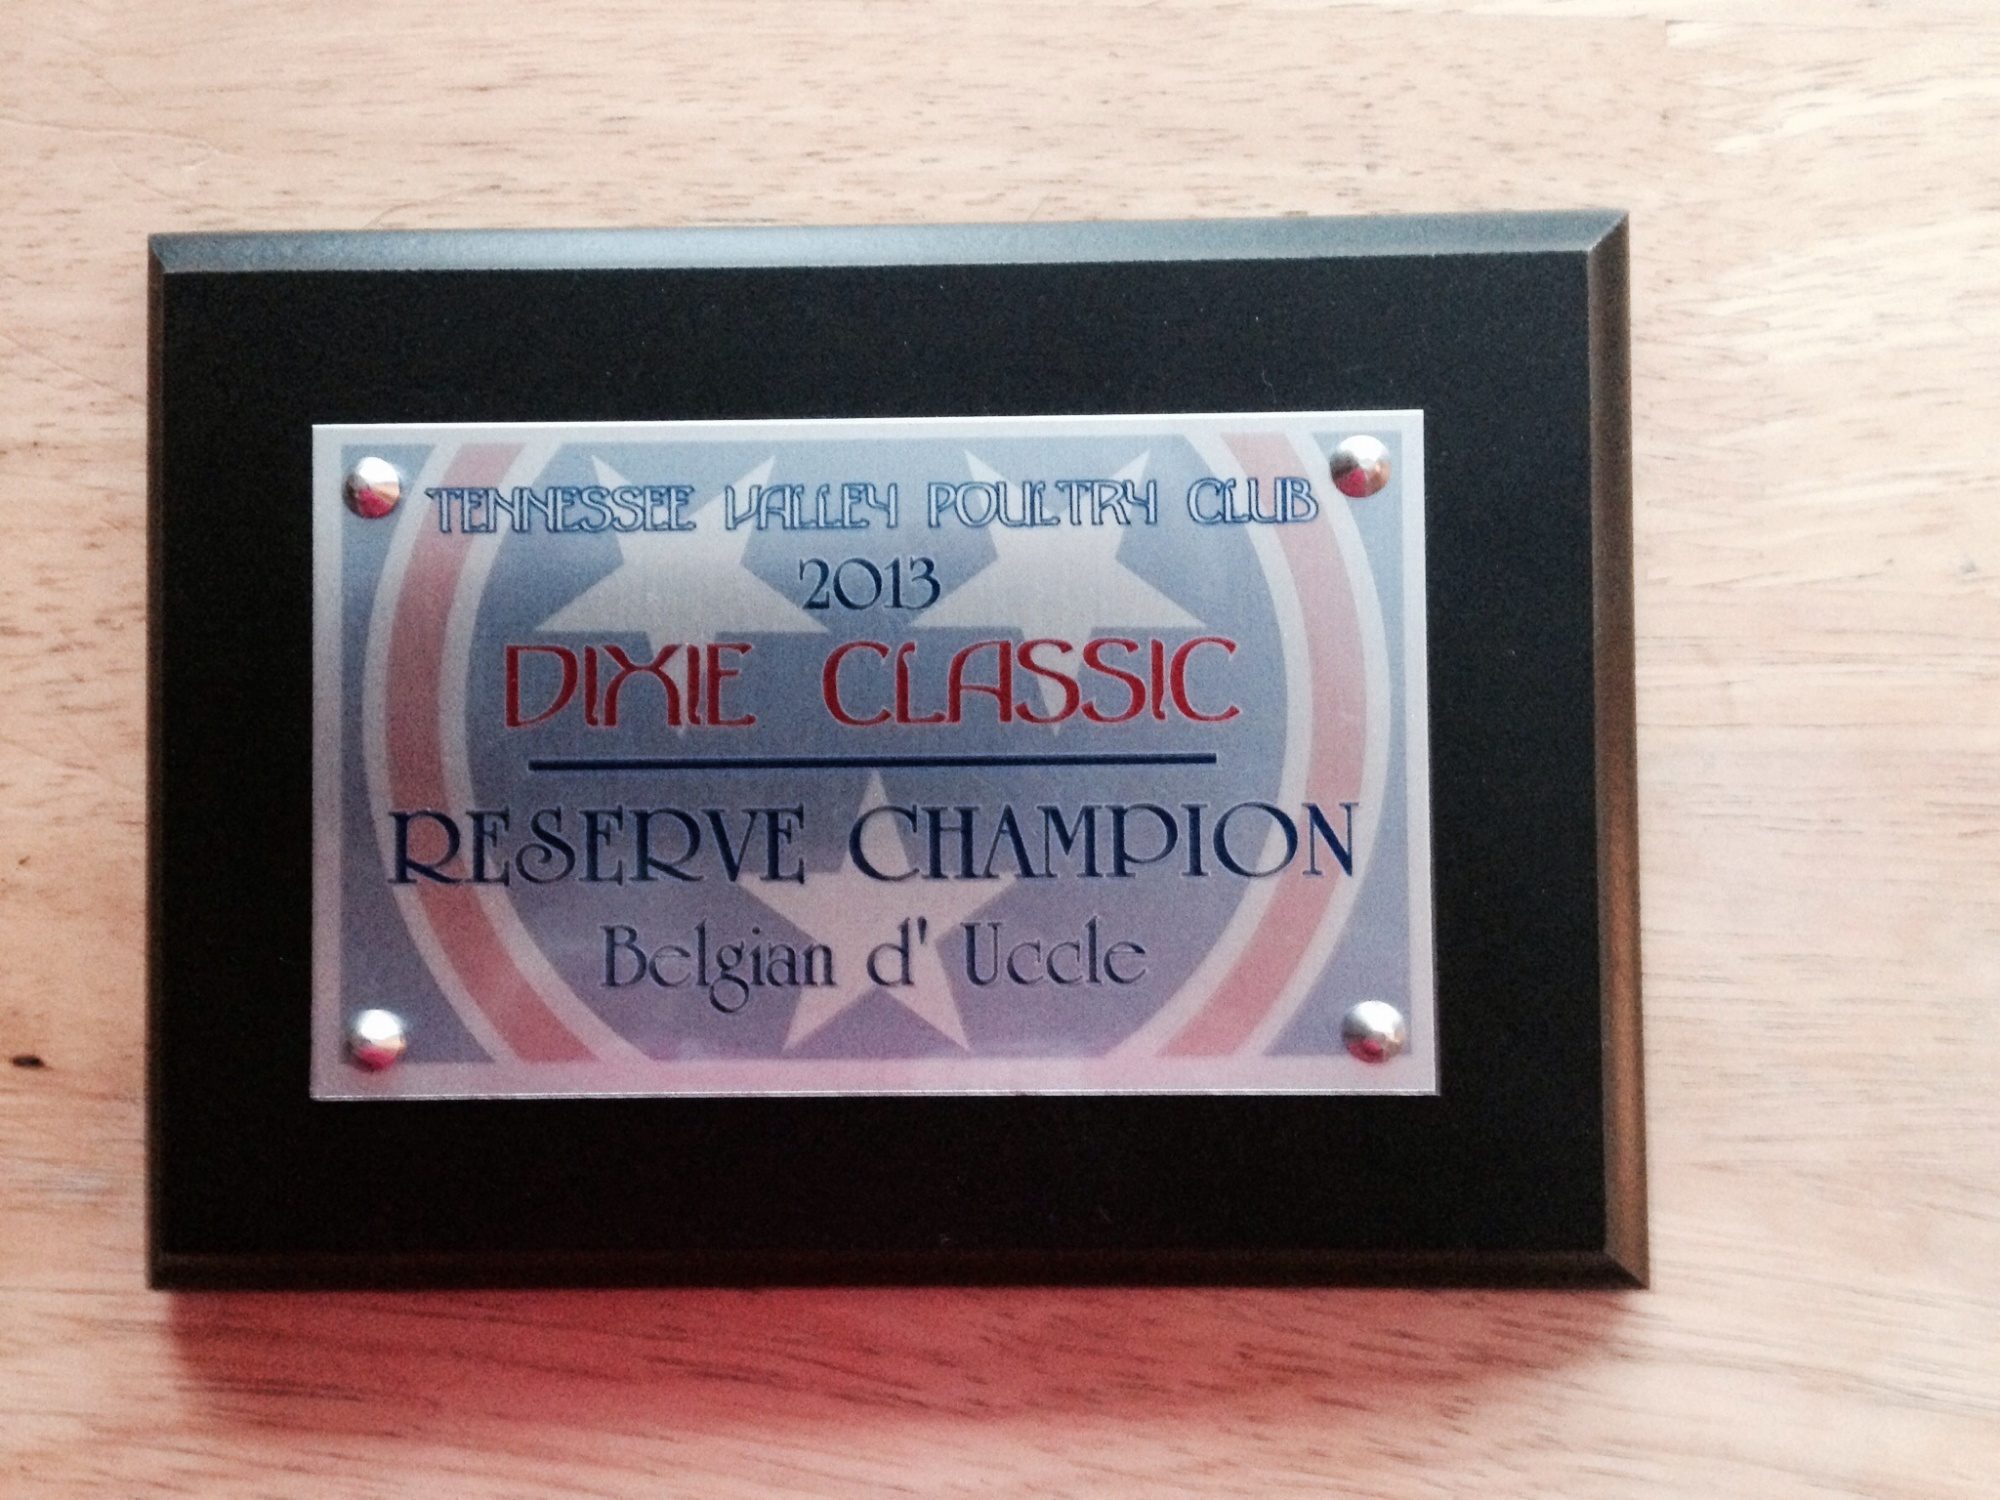 TENNESSEE VALLEY POULTRY CLUB
2013
DIXIE CLASSIC
RESERVE CHAMPION
Belgian d' Uccle